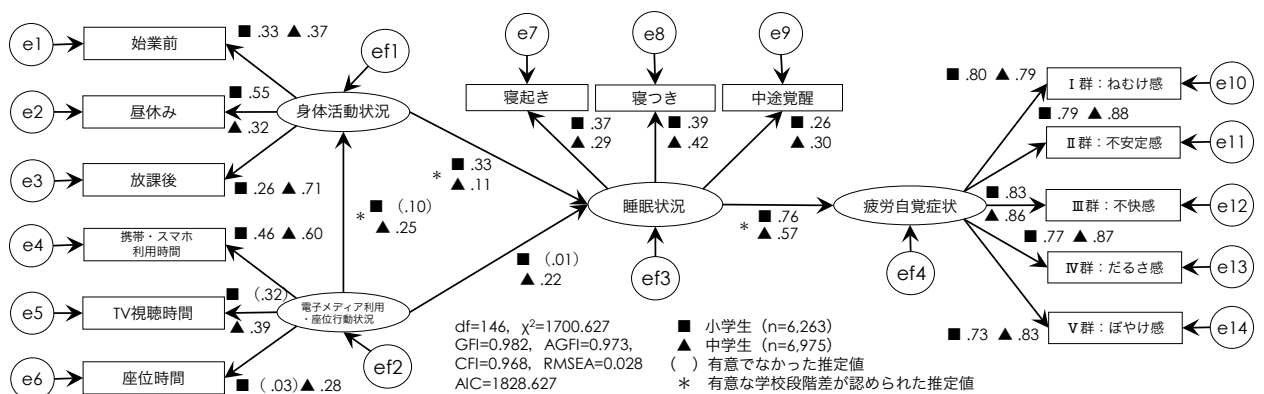 e1
始業前
■ .33 ▲ .37
ef1
e2
昼休み
■ .55
▲ .32
身体活動状況
e3
放課後
■ .26 ▲ .71
e4
携帯・スマホ
利用時間
■ .46 ▲ .60
＊ ■ （.10）
▲ .25
e5
TV視聴時間
■ （.32）
▲ .39
電子メディア利用
・座位行動状況
e6
座位時間
■ （.03）▲ .28
ef2
e7
e8
e9
寝起き
寝つき
中途覚醒
■ .37
▲ .29
■ .39
▲ .42
■ .26
▲ .30
＊ ■ .33
▲ .11
睡眠状況
■ （.01）
▲ .22
ef3
■ .76
＊ ▲ .57
疲労自覚症状
ef4
■ .80 ▲ .79
Ⅰ群：ねむけ感
e10
■ .79 ▲ .88
Ⅱ群：不安定感
e11
■ .83
▲ .86
Ⅲ群：不快感
e12
■ .77 ▲ .87
Ⅳ群：だるさ感
e13
■ .73 ▲ .83
Ⅴ群：ぼやけ感
e14
df=146, χ²=1700.627
GFI=0.982, AGFI=0.973,
CFI=0.968, RMSEA=0.028
AIC=1828.627
■ 小学生（n=6,263）
▲ 中学生（n=6,975）
（ ）有意でなかった推定値
＊ 有意な学校段階差が認められた推定値